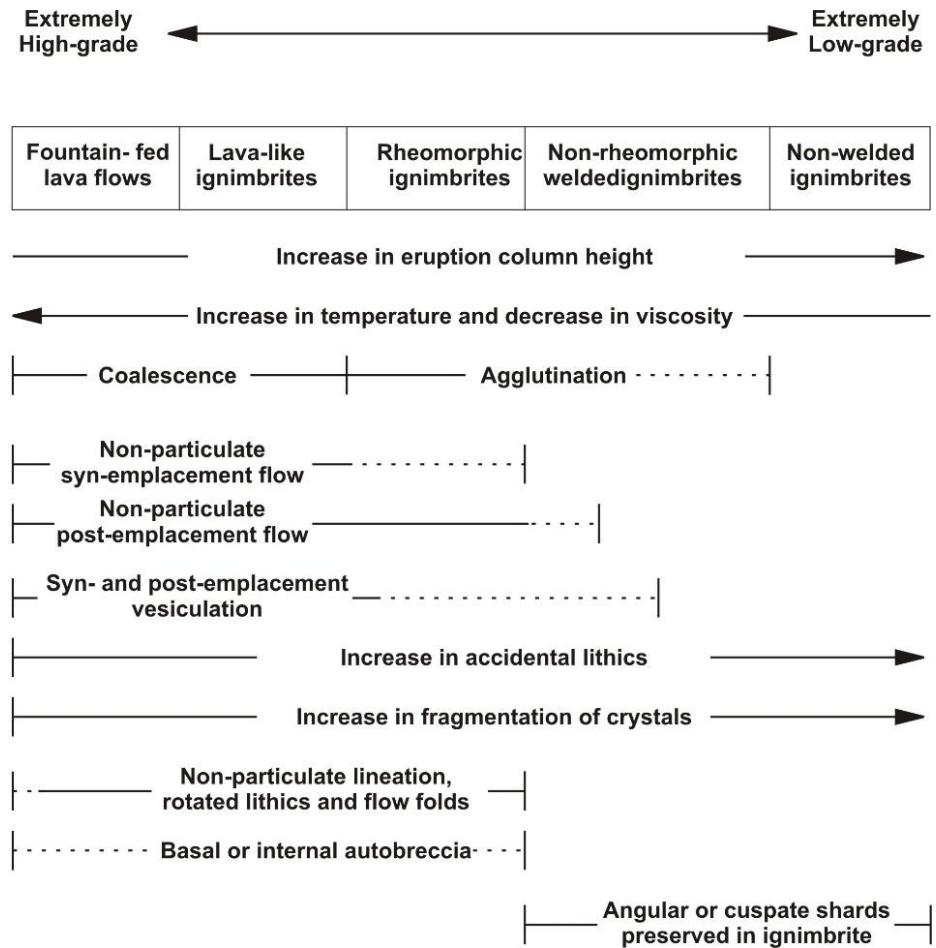 Extremely
High-grade
Extremely
Low-grade
Fountain- fed
lava flows
Lava-like
ignimbrites
Rheomorphic
ignimbrites
Non-rheomorphic
weldedignimbrites
Non-welded
ignimbrites
Increase in eruption column height
Increase in temperature and decrease in viscosity
Coalescence
Agglutination
Non-particulate
syn-emplacement flow
Non-particulate
post-emplacement flow
Syn- and post-emplacement
vesiculation
Increase in accidental lithics
Increase in fragmentation of crystals
Non-particulate lineation,
rotated lithics and flow folds
Basal or internal autobreccia
Angular or cuspate shards
preserved in ignimbrite